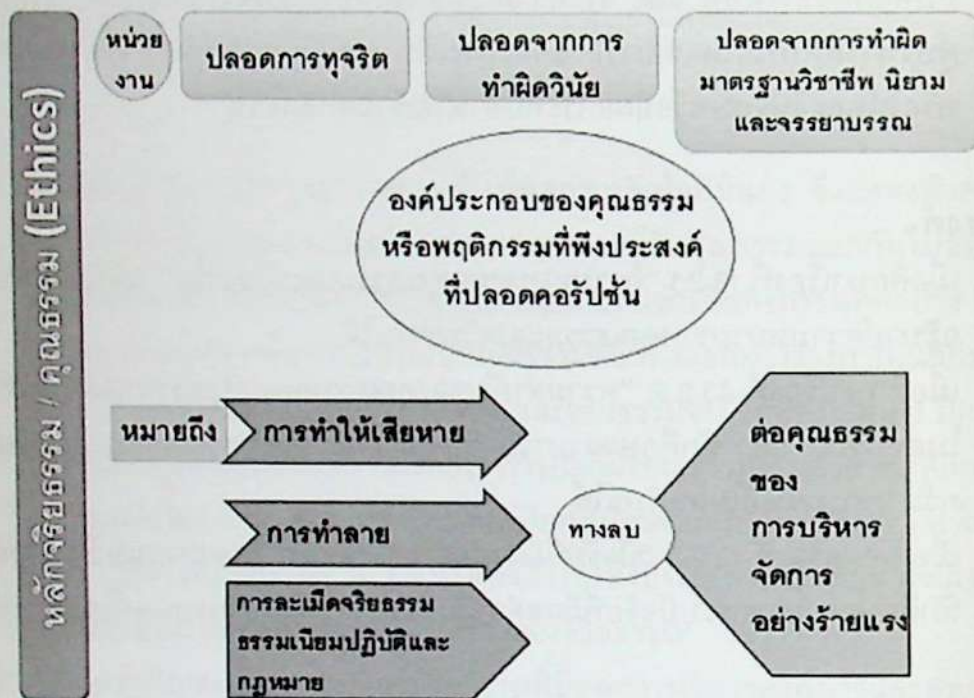 หลักจริยธรรม / คุณธรรม (Ethics)
หน่วย
งาน
ปลอดการทุจริต
ปลอดจากการ
ทำผิดวินัย
ปลอดจากการทำผิด
มาตรฐานวิชาชีพ นิยาม
และจรรยาบรรณ
องค์ประกอบของคุณธรรม
หรือพฤติกรรมที่พึงประสงค์
ที่ปลอดคอรัปชัน
หมายถึง
การทำให้เสียหาย
การทำลาย
การละเมิดจริยธรรม
ธรรมเนียมปฏิบัติและ
กฎหมาย
ทางลบ
ต่อคุณธรรม
ของ
การบริหาร
จัดการ
อย่างร้ายแรง